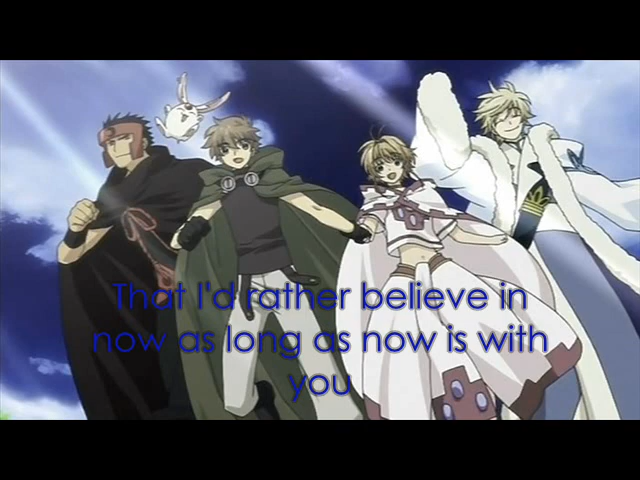 That I'd rather believe in
now as long as now is with
you